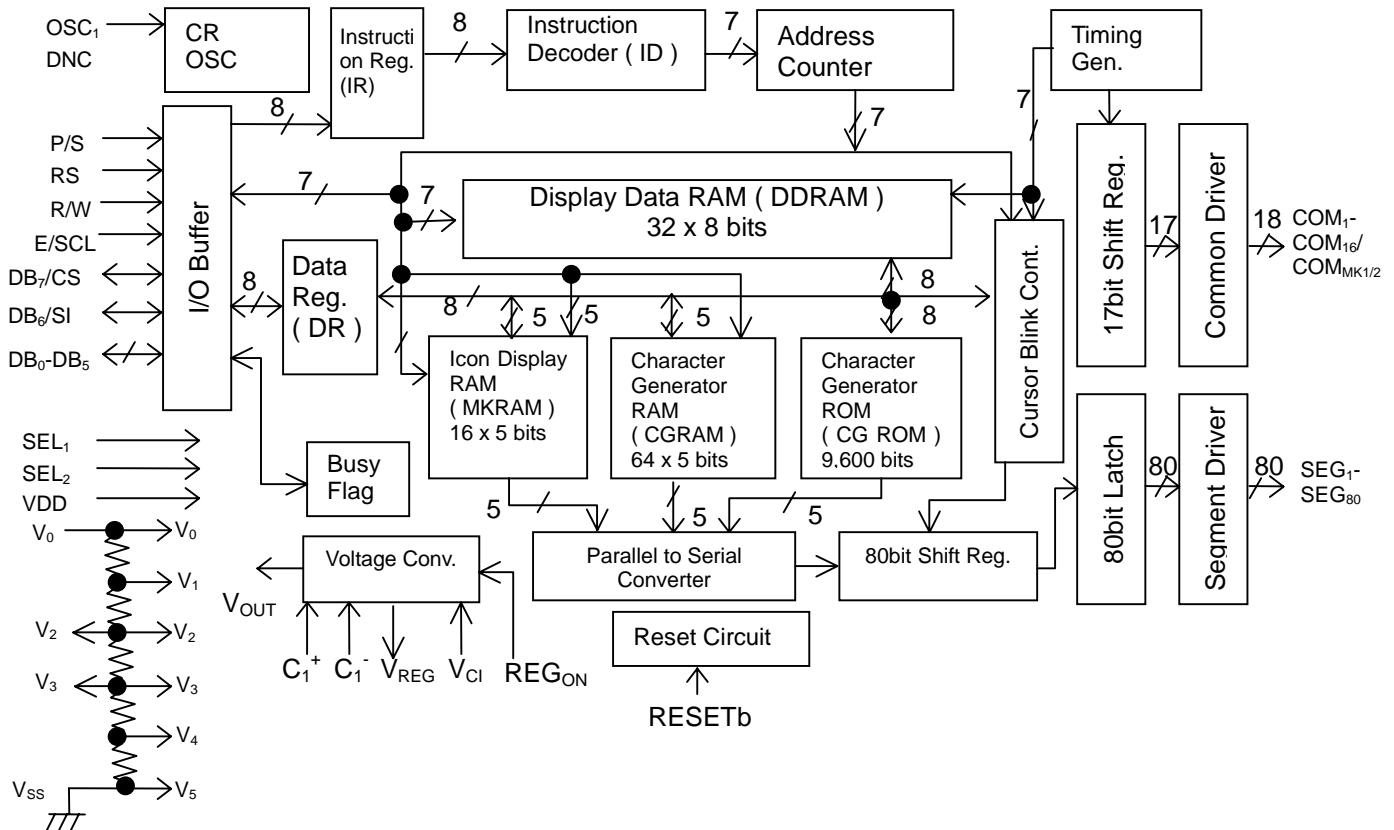 OSC₁
DNC
CR
OSC
Instructi
on Reg.
(IR)
8
Instruction
Decoder ( ID )
7
Address
Counter
Timing
Gen.
8
7
7
P/S
RS
R/W
E/SCL
DB₇/CS
DB₆/SI
DB₀-DB₅
I/O Buffer
7
7
Display Data RAM ( DDRAM )
32 x 8 bits
Cursor Blink Cont.
17bit Shift Reg.
17
Common Driver
18
COM₁-
COM₁₆/
COM_MK1/2
8
Data
Reg.
( DR )
8
5
5
5
8
8
Icon Display
RAM
( MKRAM )
16 x 5 bits
Character
Generator
RAM
( CGRAM )
64 x 5 bits
Character
Generator
ROM
( CG ROM )
9,600 bits
Busy
Flag
5
5
5
80bit Latch
80
Segment Driver
80
SEG₁-
SEG₈₀
SEL₁
SEL₂
VDD
V₀
V₀
V₁
V₂
V₂
V₃
V₃
V₄
V_SS
V₅
Voltage Conv.
V_OUT
C₁⁺
C₁⁻
V_REG
V_CI
REG_ON
Parallel to Serial
Converter
80bit Shift Reg.
Reset Circuit
RESETb